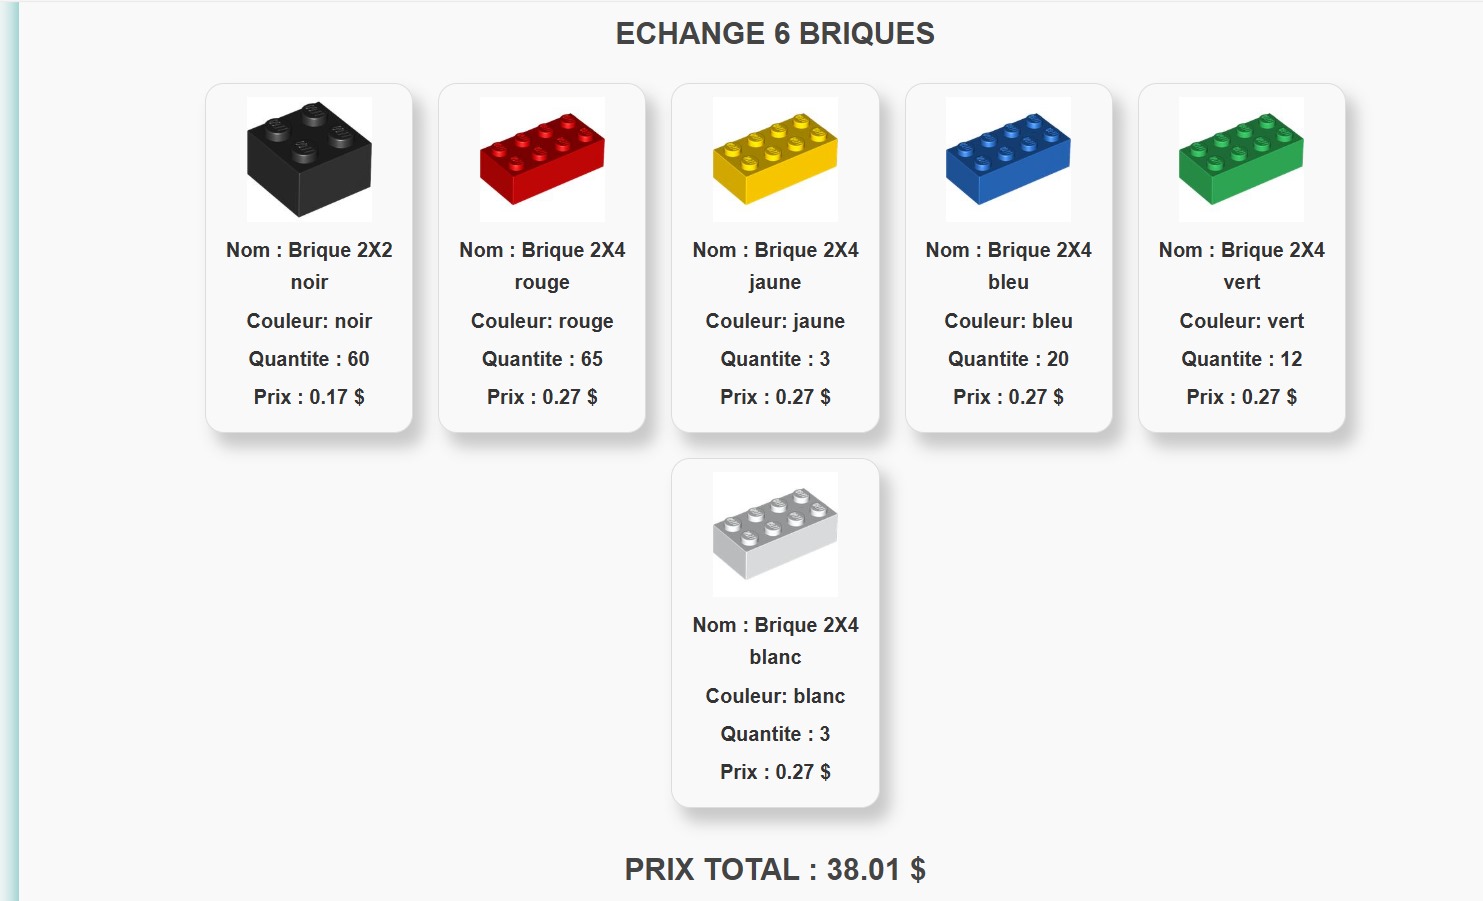 ECHANGE 6 BRIQUES
Nom : Brique 2X2
noir
Couleur: noir
Quantite : 60
Prix : 0.17 $
Nom : Brique 2X4
rouge
Couleur: rouge
Quantite : 65
Prix : 0.27 $
Nom : Brique 2X4
jaune
Couleur: jaune
Quantite : 3
Prix : 0.27 $
Nom : Brique 2X4
bleu
Couleur: bleu
Quantite : 20
Prix : 0.27 $
Nom : Brique 2X4
vert
Couleur: vert
Quantite : 12
Prix : 0.27 $
Nom : Brique 2X4
blanc
Couleur: blanc
Quantite : 3
Prix : 0.27 $
PRIX TOTAL : 38.01 $